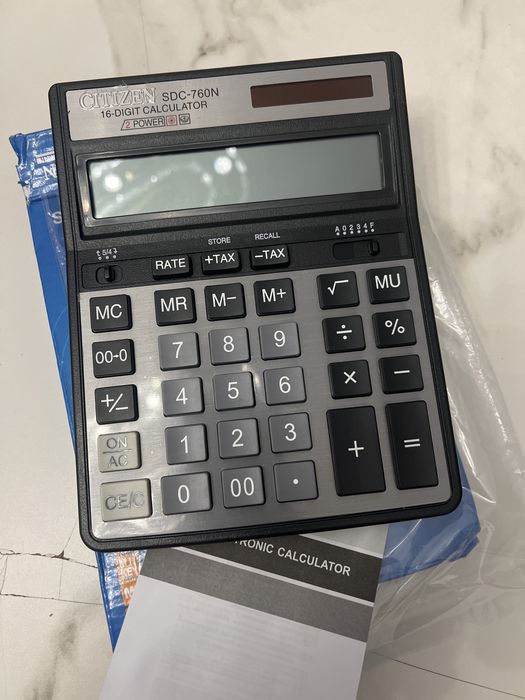 CITIZEN SDC-760N
16-DIGIT CALCULATOR
2 POWER
STORE RECALL
5/4 A 0 2 3 4 F
RATE +TAX -TAX
MC MR M- M+ √ MU
00→0 7 8 9 ÷ %
+/- 4 5 6 × -
ON/AC 1 2 3 + =
CE/C 0 00 ·
TRONIC CALCULATOR